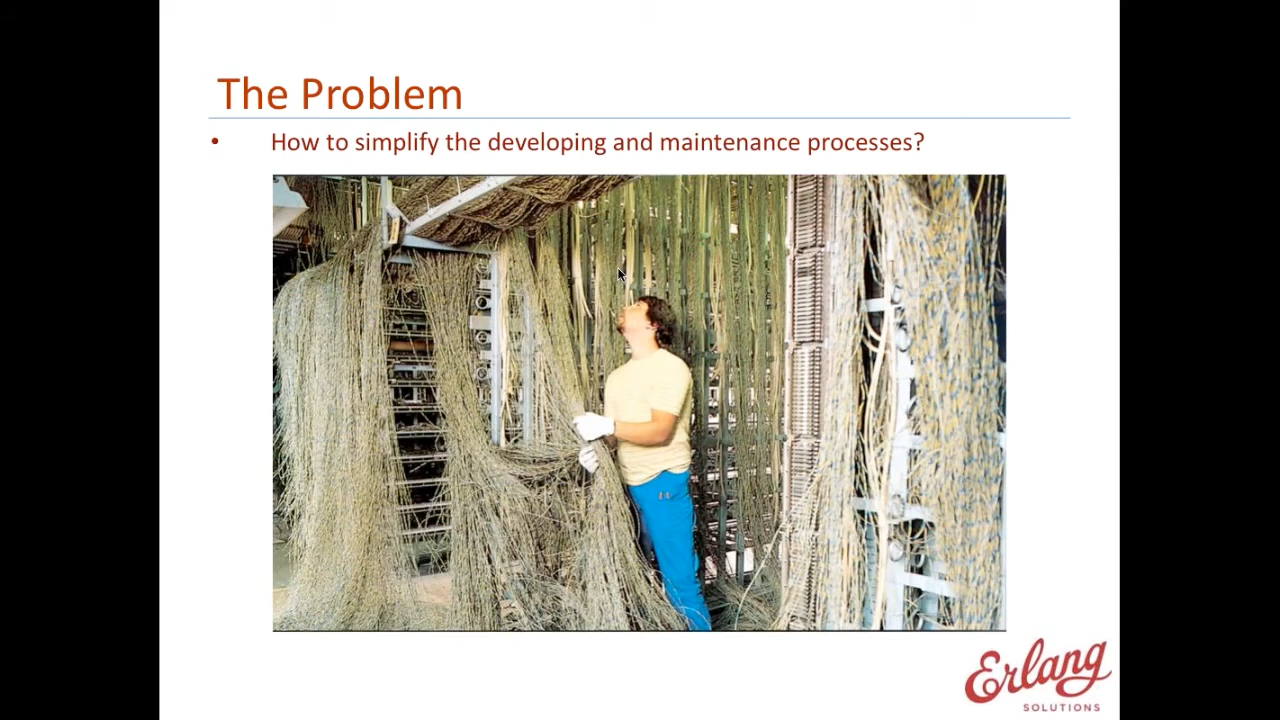 The Problem
• How to simplify the developing and maintenance processes?
Erlang
SOLUTIONS